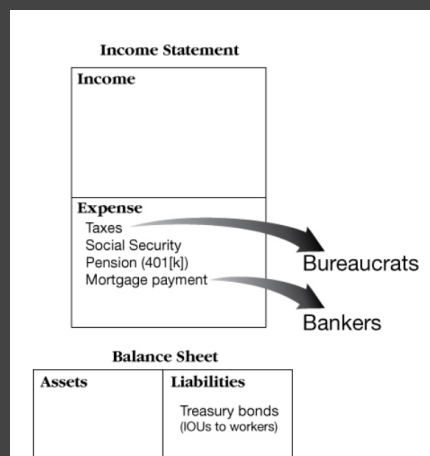 Income Statement
Income
Expense
Taxes
Social Security
Pension (401[k])
Mortgage payment
Bureaucrats
Bankers
Balance Sheet
Assets
Liabilities
Treasury bonds
(IOUs to workers)